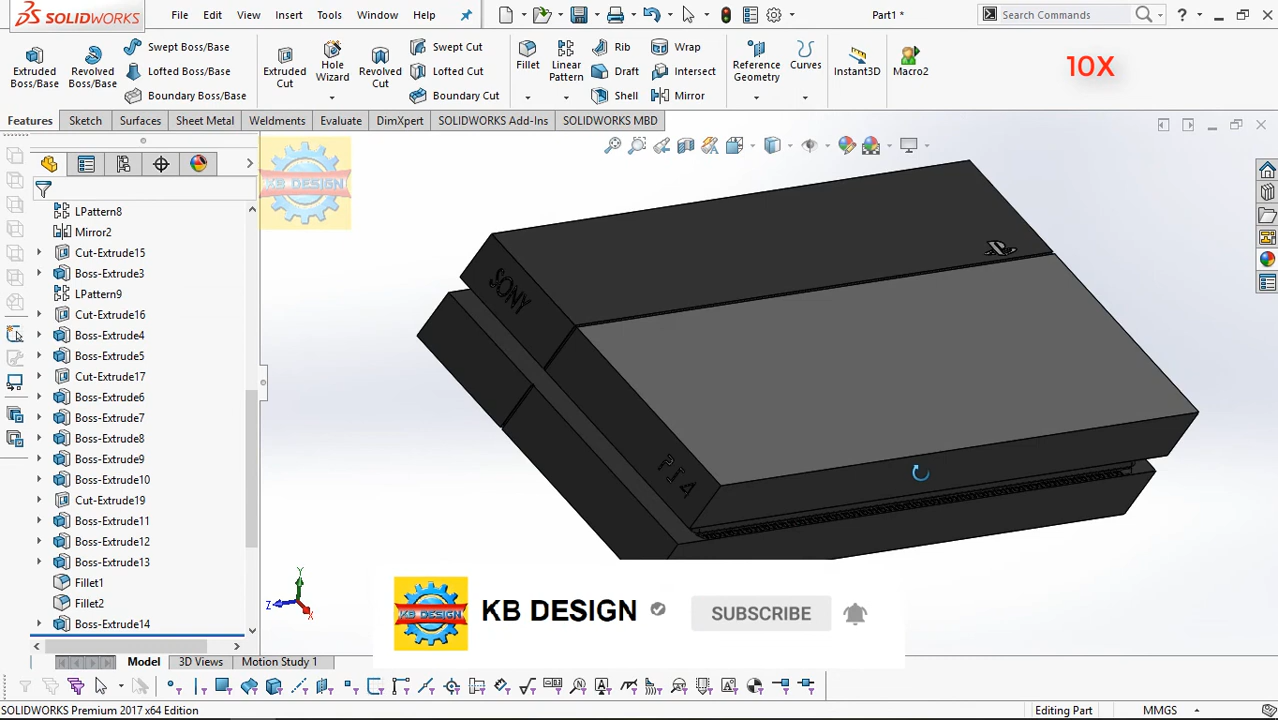 SOLIDWORKS
File Edit View Insert Tools Window Help
Part1 *
Search Commands
Extruded Boss/Base
Revolved Boss/Base
Swept Boss/Base
Lofted Boss/Base
Boundary Boss/Base
Extruded Cut
Hole Wizard
Revolved Cut
Swept Cut
Lofted Cut
Boundary Cut
Fillet
Linear Pattern
Rib
Draft
Shell
Wrap
Intersect
Mirror
Reference Geometry
Curves
Instant3D
Macro2
10X
Features Sketch Surfaces Sheet Metal Weldments Evaluate DimXpert SOLIDWORKS Add-Ins SOLIDWORKS MBD
KB DESIGN
LPattern8
Mirror2
Cut-Extrude15
Boss-Extrude3
LPattern9
Cut-Extrude16
Boss-Extrude4
Boss-Extrude5
Cut-Extrude17
Boss-Extrude6
Boss-Extrude7
Boss-Extrude8
Boss-Extrude9
Boss-Extrude10
Cut-Extrude19
Boss-Extrude11
Boss-Extrude12
Boss-Extrude13
Fillet1
Fillet2
Boss-Extrude14
SONY
Y
Z
X
KB DESIGN
KB DESIGN
SUBSCRIBE
Model 3D Views Motion Study 1
SOLIDWORKS Premium 2017 x64 Edition
Editing Part
MMGS